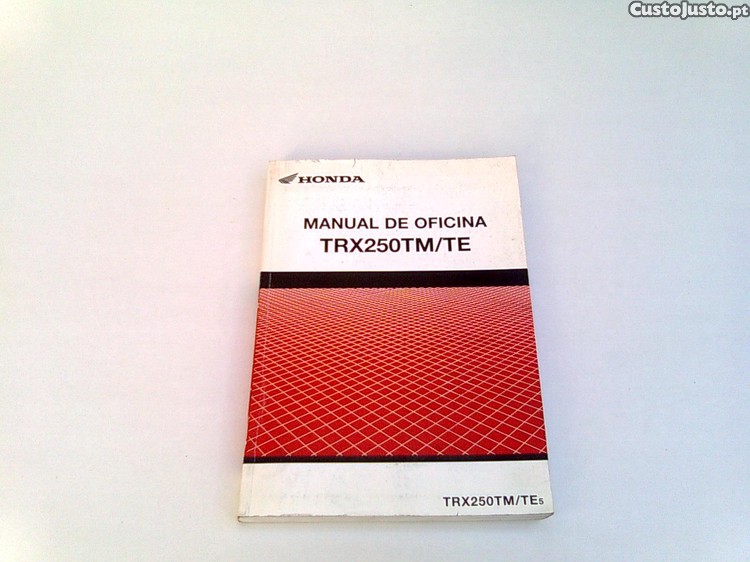 CustoJusto.pt
HONDA
MANUAL DE OFICINA
TRX250TM/TE
TRX250TM/TE5